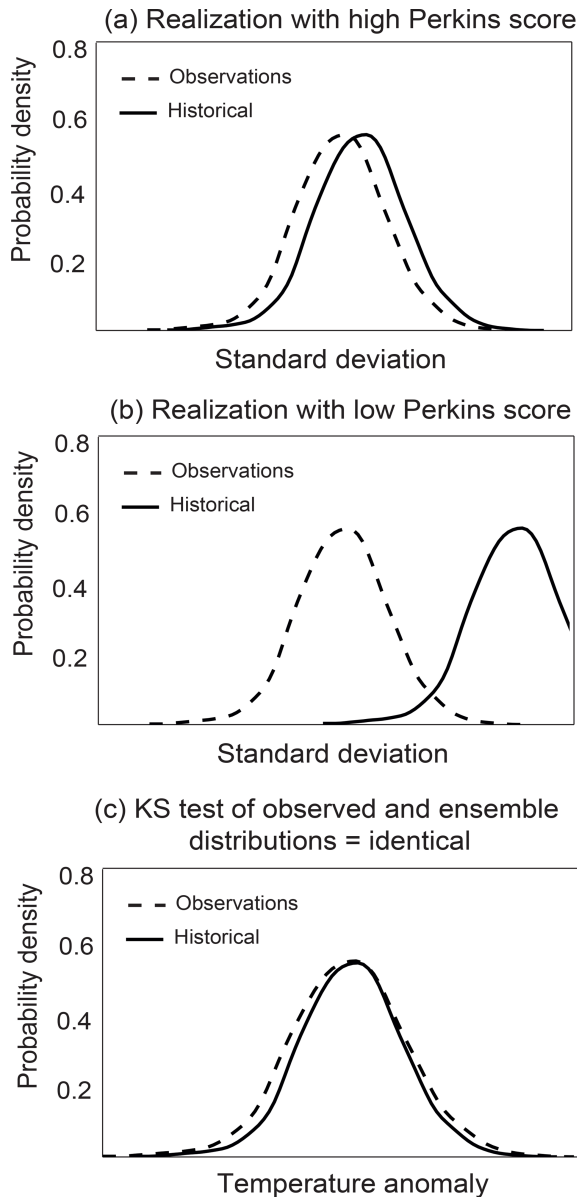 (a) Realization with high Perkins score
0.8
Observations
Historical
0.6
0.4
0.2
Probability density
Standard deviation
(b) Realization with low Perkins score
0.8
Observations
Historical
0.6
0.4
0.2
Probability density
Standard deviation
(c) KS test of observed and ensemble
distributions = identical
0.8
Observations
Historical
0.6
0.4
0.2
Probability density
Temperature anomaly